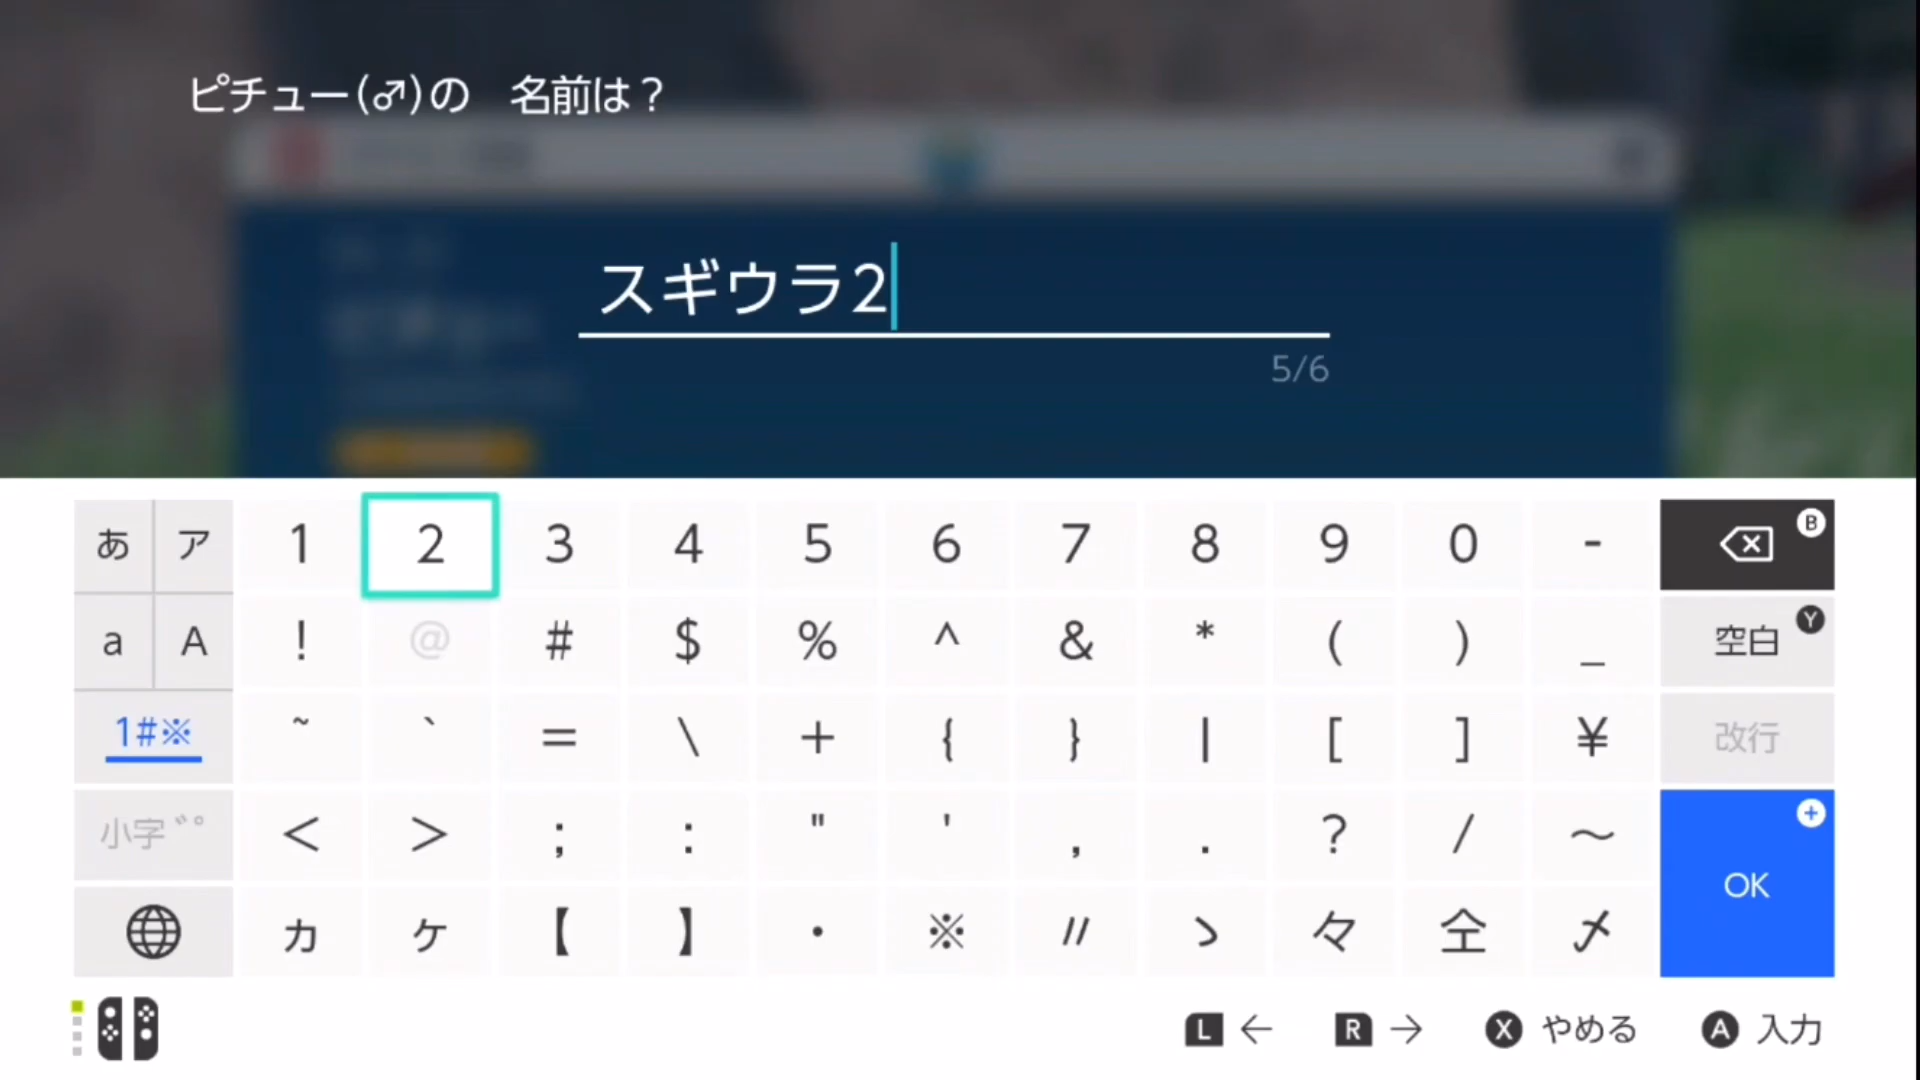 ピチュー(♂)の　名前は？
スギウラ2
5/6
あ ア 1 2 3 4 5 6 7 8 9 0 - B
a A ! @ # $ % ^ & * ( ) _ 空白 Y
1#※ ~ ` = \ + { } | [ ] ¥ 改行
小字゛゜ < > ; : " ' , . ? / ～ +
OK
ヵ ヶ 【 】 ・ ※ 〃 ゝ 々 仝 〆
L ← R → X やめる A 入力